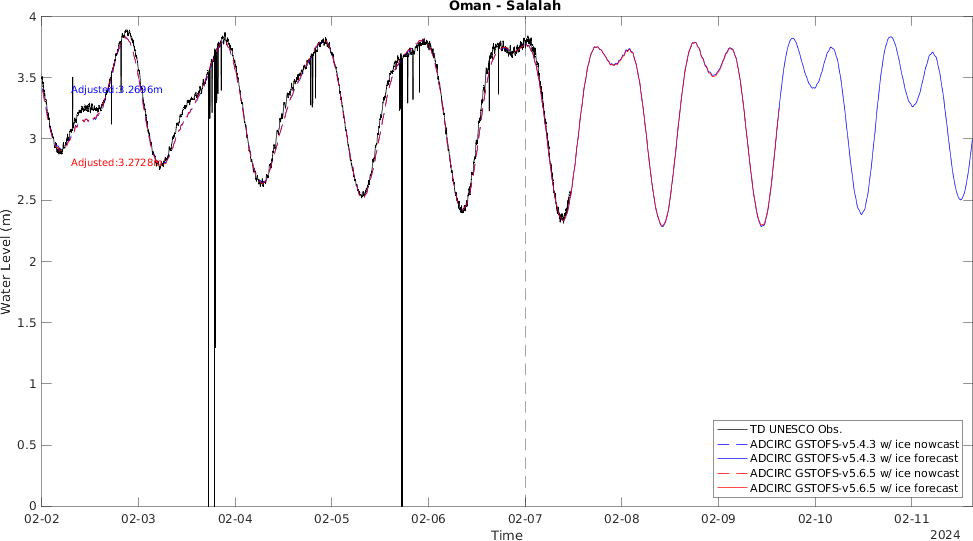 Oman - Salalah
4
3.5
3
2.5
2
1.5
1
0.5
0
Water Level (m)
Adjusted:3.2696m
Adjusted:3.2728m
TD UNESCO Obs.
ADCIRC GSTOFS-v5.4.3 w/ ice nowcast
ADCIRC GSTOFS-v5.4.3 w/ ice forecast
ADCIRC GSTOFS-v5.6.5 w/ ice nowcast
ADCIRC GSTOFS-v5.6.5 w/ ice forecast
02-02 02-03 02-04 02-05 02-06 02-07 02-08 02-09 02-10 02-11
Time
2024